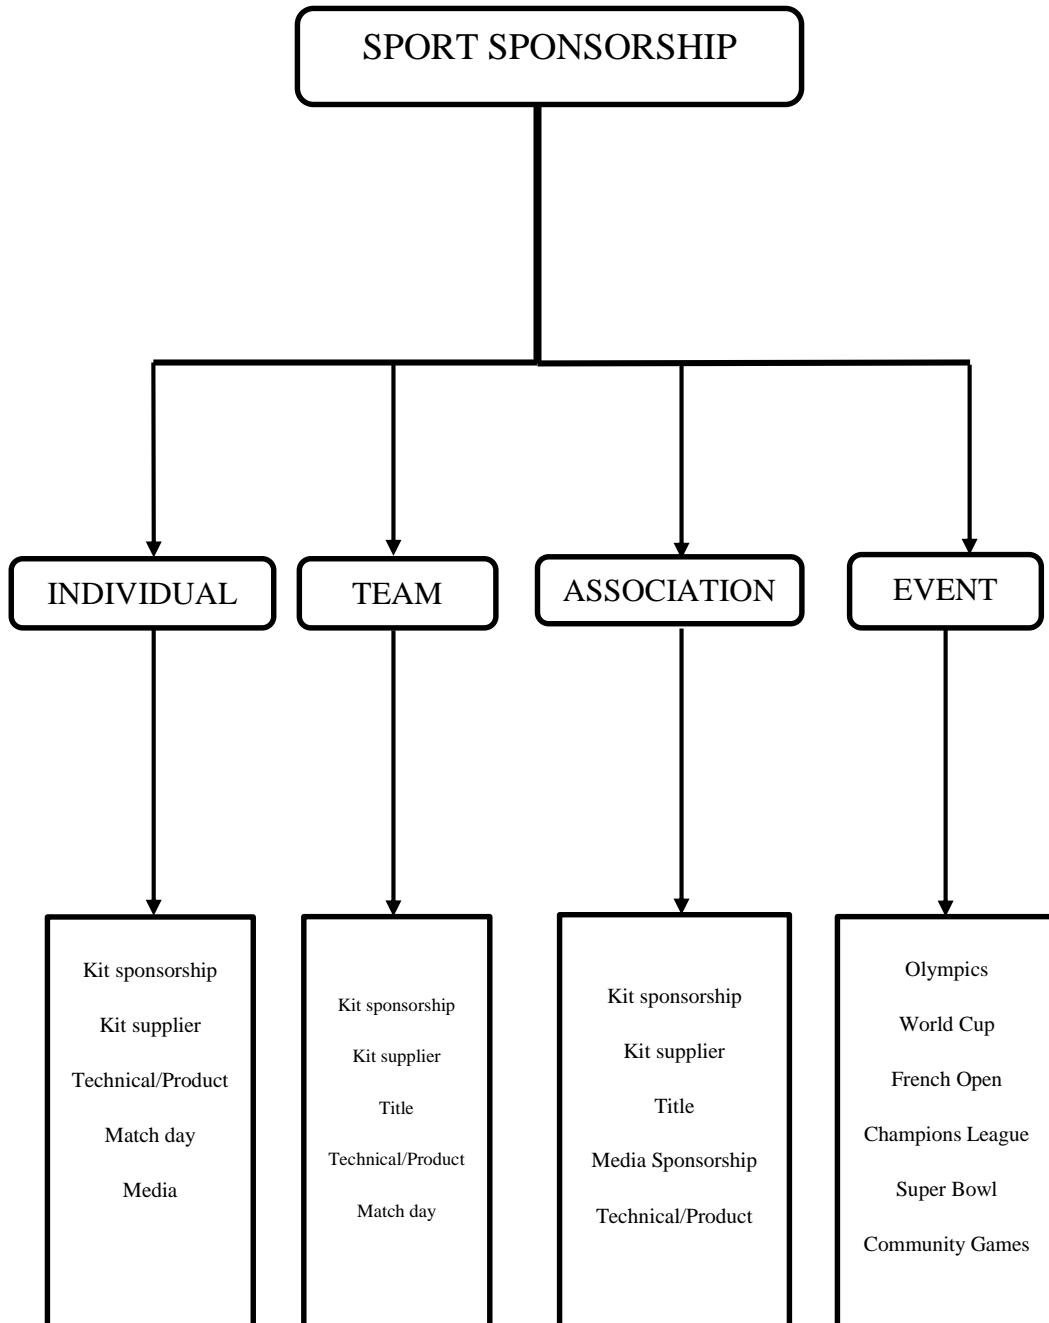 SPORT SPONSORSHIP
INDIVIDUAL
TEAM
ASSOCIATION
EVENT
Kit sponsorship
Kit supplier
Technical/Product
Match day
Media
Kit sponsorship
Kit supplier
Title
Technical/Product
Match day
Kit sponsorship
Kit supplier
Title
Media Sponsorship
Technical/Product
Olympics
World Cup
French Open
Champions League
Super Bowl
Community Games